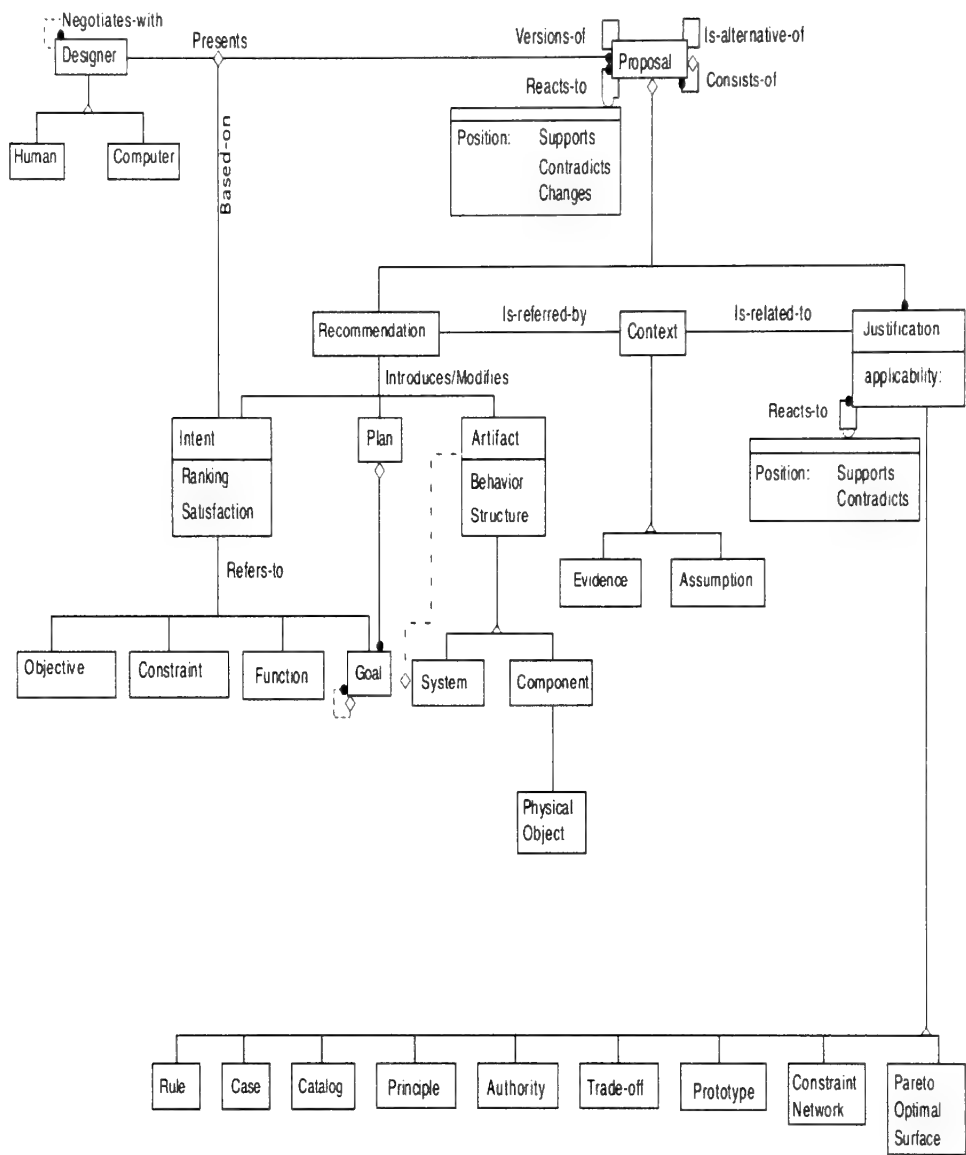 Negotiates-with
Designer
Presents
Versions-of
Is-alternative-of
Proposal
Reacts-to
Consists-of
Position: Supports
Contradicts
Changes
Human
Computer
Based-on
Recommendation
Is-referred-by
Context
Is-related-to
Justification
applicability:
Introduces/Modifies
Reacts-to
Position: Supports
Contradicts
Intent
Ranking
Satisfaction
Plan
Artifact
Behavior
Structure
Refers-to
Evidence
Assumption
Objective
Constraint
Function
Goal
System
Component
Physical
Object
Rule
Case
Catalog
Principle
Authority
Trade-off
Prototype
Constraint
Network
Pareto
Optimal
Surface